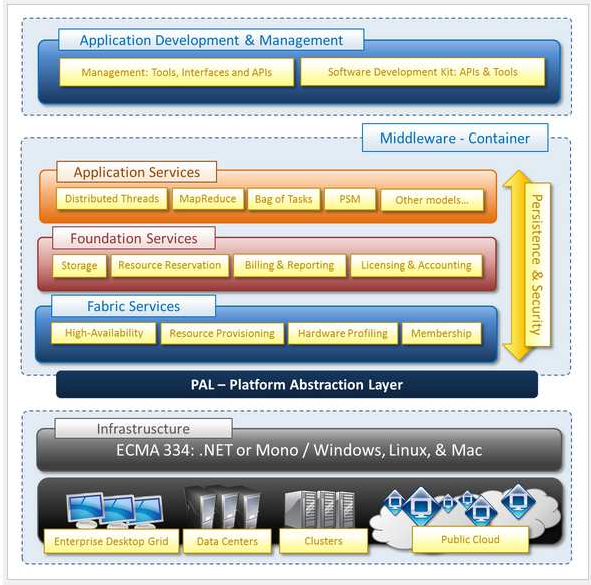 Application Development & Management
Management: Tools, Interfaces and APIs
Software Development Kit: APIs & Tools
Middleware - Container
Application Services
Distributed Threads
MapReduce
Bag of Tasks
PSM
Other models...
Foundation Services
Storage
Resource Reservation
Billing & Reporting
Licensing & Accounting
Fabric Services
High-Availability
Resource Provisioning
Hardware Profiling
Membership
Persistence & Security
PAL – Platform Abstraction Layer
Infrastruscture
ECMA 334: .NET or Mono / Windows, Linux, & Mac
Enterprise Desktop Grid
Data Centers
Clusters
Public Cloud